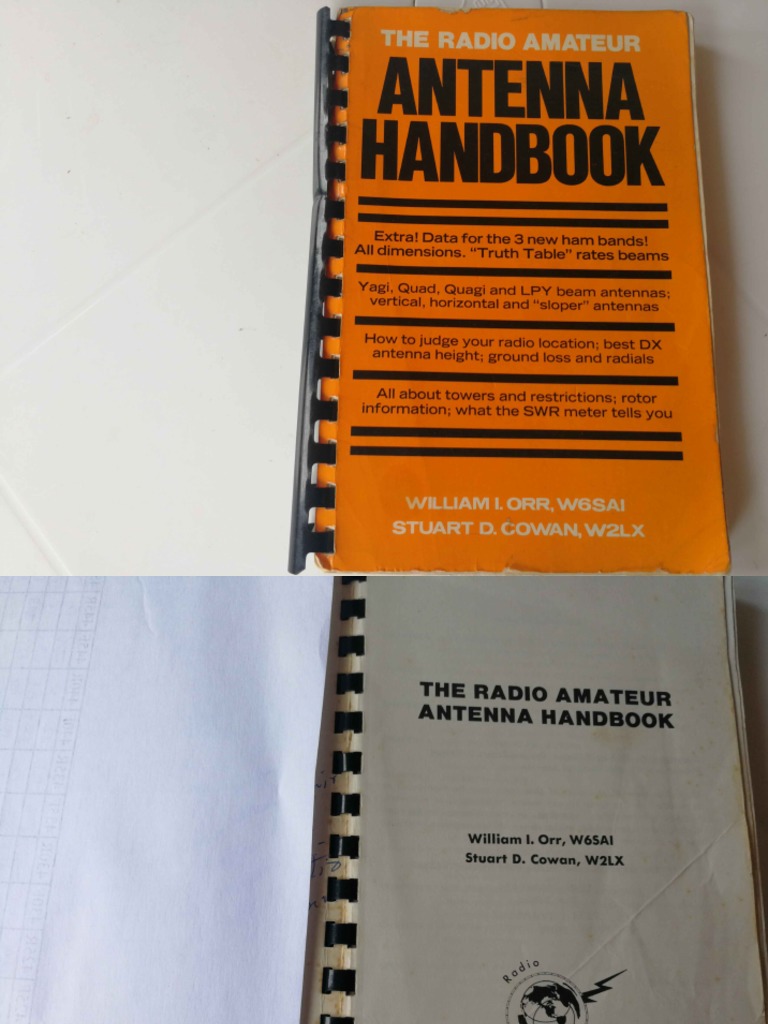 THE RADIO AMATEUR
ANTENNA
HANDBOOK
Extra! Data for the 3 new ham bands!
All dimensions. “Truth Table” rates beams
Yagi, Quad, Quagi and LPY beam antennas;
vertical, horizontal and “sloper” antennas
How to judge your radio location; best DX
antenna height; ground loss and radials
All about towers and restrictions; rotor
information; what the SWR meter tells you
WILLIAM I. ORR, W6SAI
STUART D. COWAN, W2LX
THE RADIO AMATEUR
ANTENNA HANDBOOK
William I. Orr, W6SAI
Stuart D. Cowan, W2LX
Radio